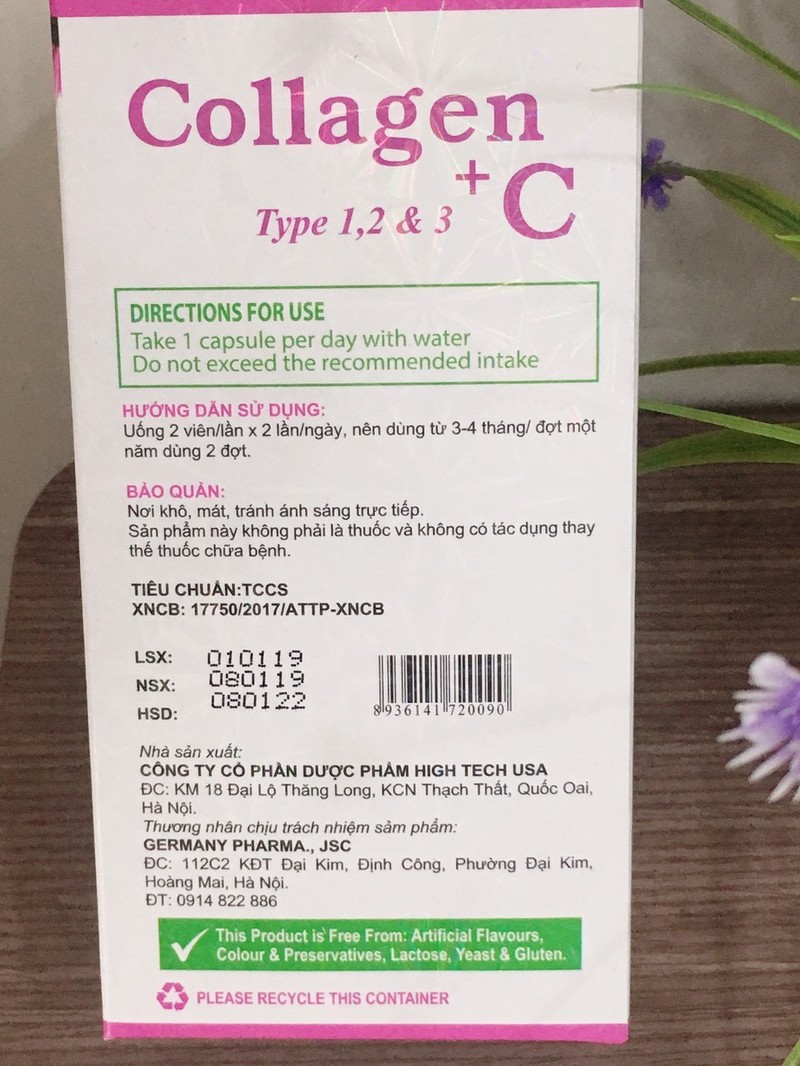 Collagen
+ C
Type 1,2 & 3
DIRECTIONS FOR USE
Take 1 capsule per day with water
Do not exceed the recommended intake
HƯỚNG DẪN SỬ DỤNG:
Uống 2 viên/lần x 2 lần/ngày, nên dùng từ 3-4 tháng/ đợt một
năm dùng 2 đợt.
BẢO QUẢN:
Nơi khô, mát, tránh ánh sáng trực tiếp.
Sản phẩm này không phải là thuốc và không có tác dụng thay
thế thuốc chữa bệnh.
TIÊU CHUẨN:TCCS
XNCB: 17750/2017/ATTP-XNCB
LSX: 010119
NSX: 080119
HSD: 080122
8936141720090
Nhà sản xuất:
CÔNG TY CỔ PHẦN DƯỢC PHẨM HIGH TECH USA
ĐC: KM 18 Đại Lộ Thăng Long, KCN Thạch Thất, Quốc Oai,
Hà Nội.
Thương nhân chịu trách nhiệm sảm phẩm:
GERMANY PHARMA., JSC
ĐC: 112C2 KĐT Đại Kim, Định Công, Phường Đại Kim,
Hoàng Mai, Hà Nội.
ĐT: 0914 822 886
This Product is Free From: Artificial Flavours,
Colour & Preservatives, Lactose, Yeast & Gluten.
PLEASE RECYCLE THIS CONTAINER